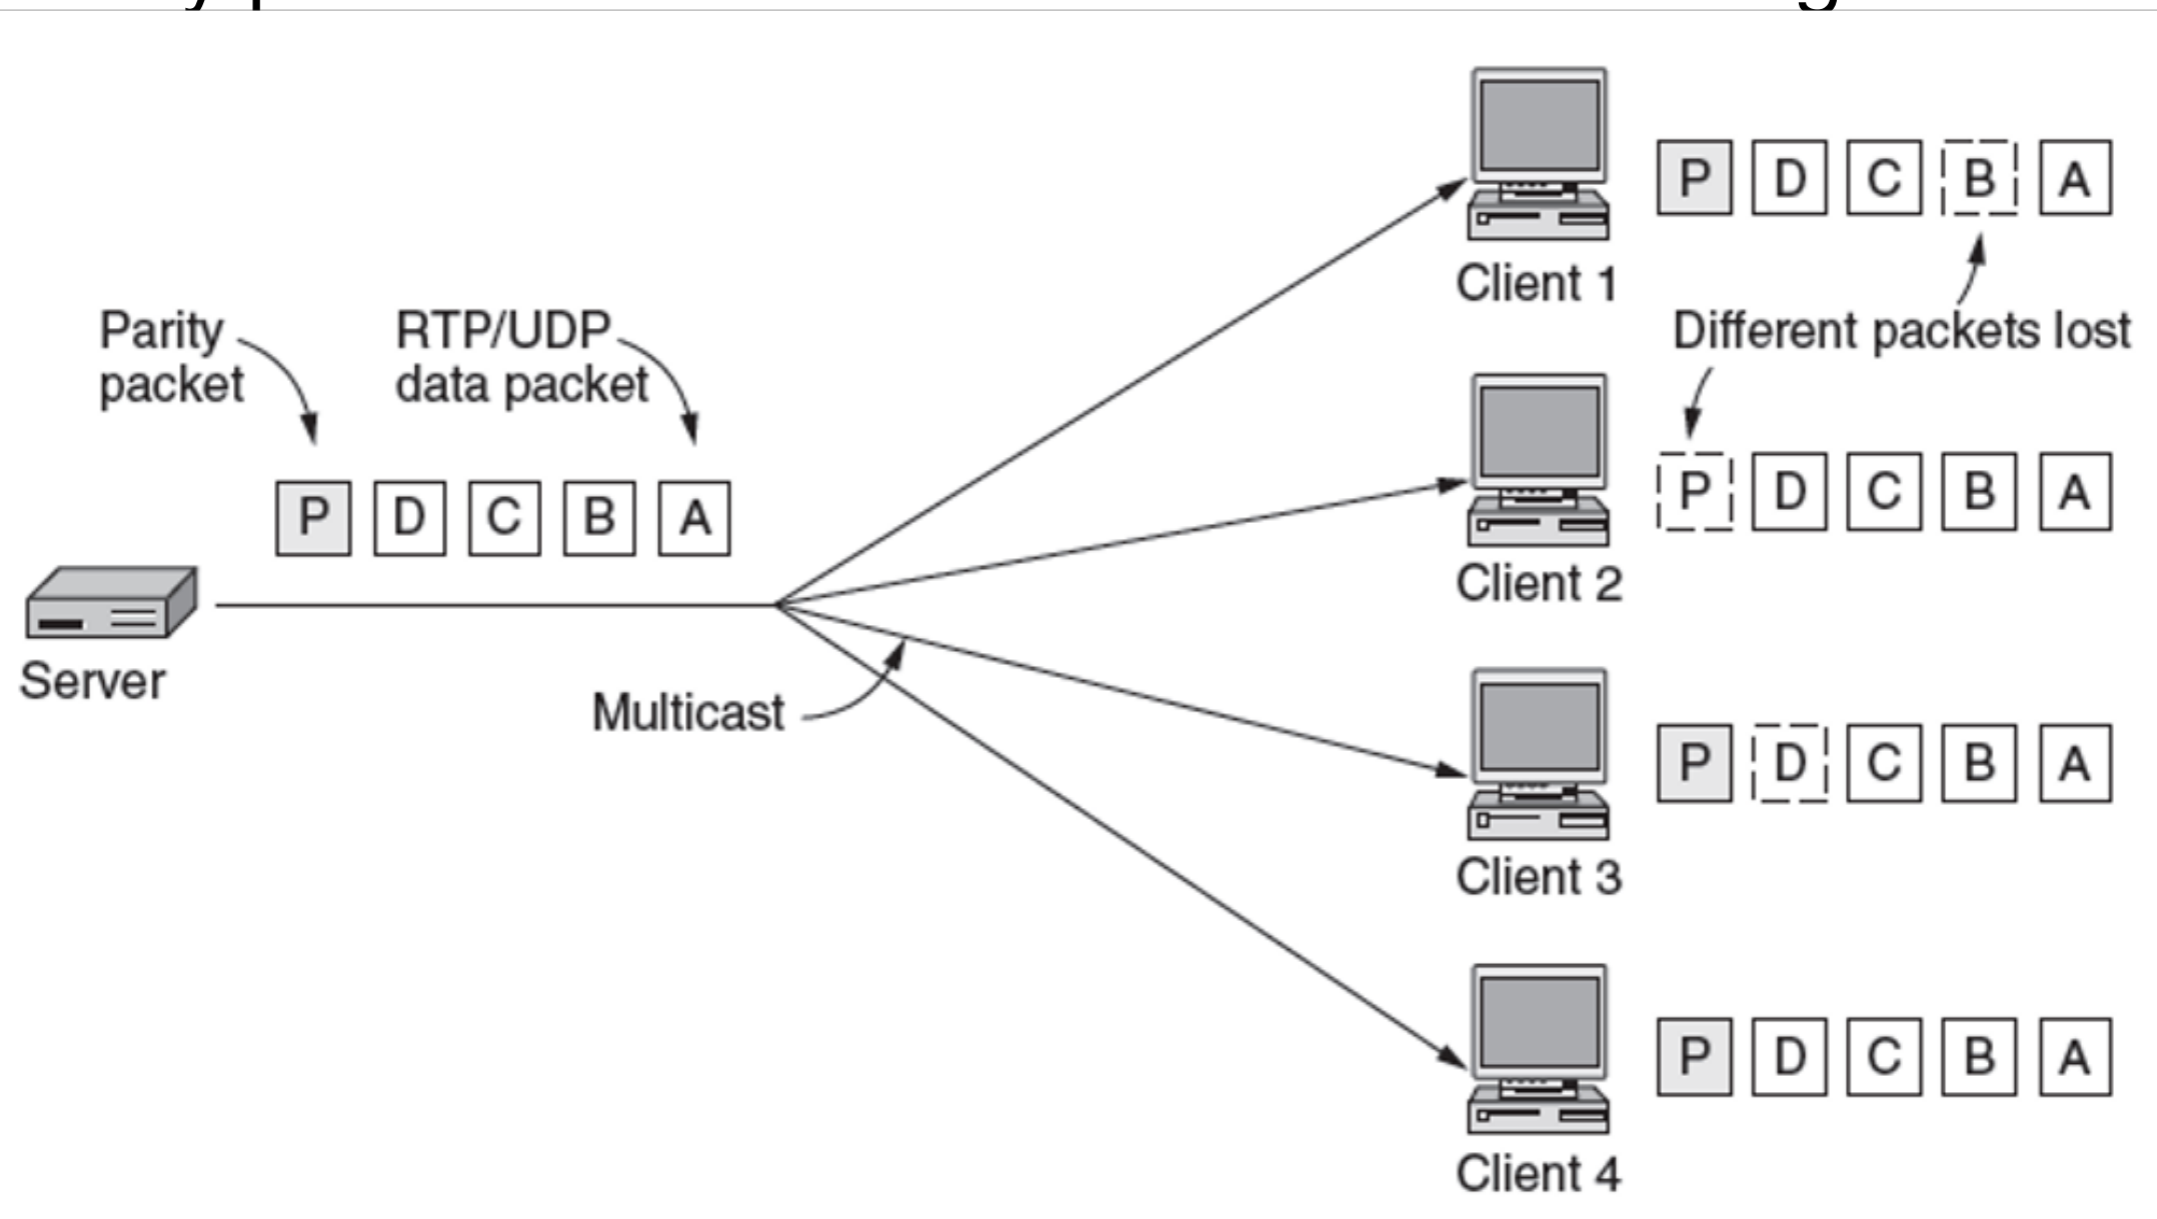 P D C B A
Client 1
Different packets lost
Parity
packet
RTP/UDP
data packet
P D C B A
P D C B A
Client 2
Server
Multicast
P D C B A
Client 3
P D C B A
Client 4